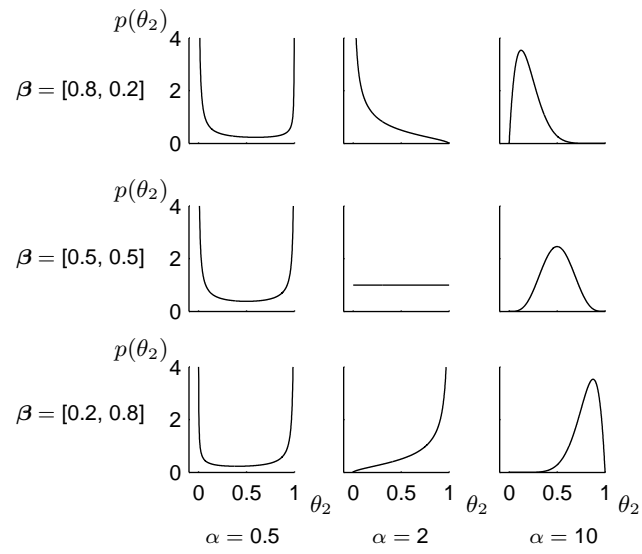 p(θ₂)
4
β = [0.8, 0.2]
2
0
p(θ₂)
4
β = [0.5, 0.5]
2
0
p(θ₂)
4
β = [0.2, 0.8]
2
0
0 0.5 1 θ₂ 0 0.5 1 θ₂ 0 0.5 1 θ₂
α = 0.5 α = 2 α = 10